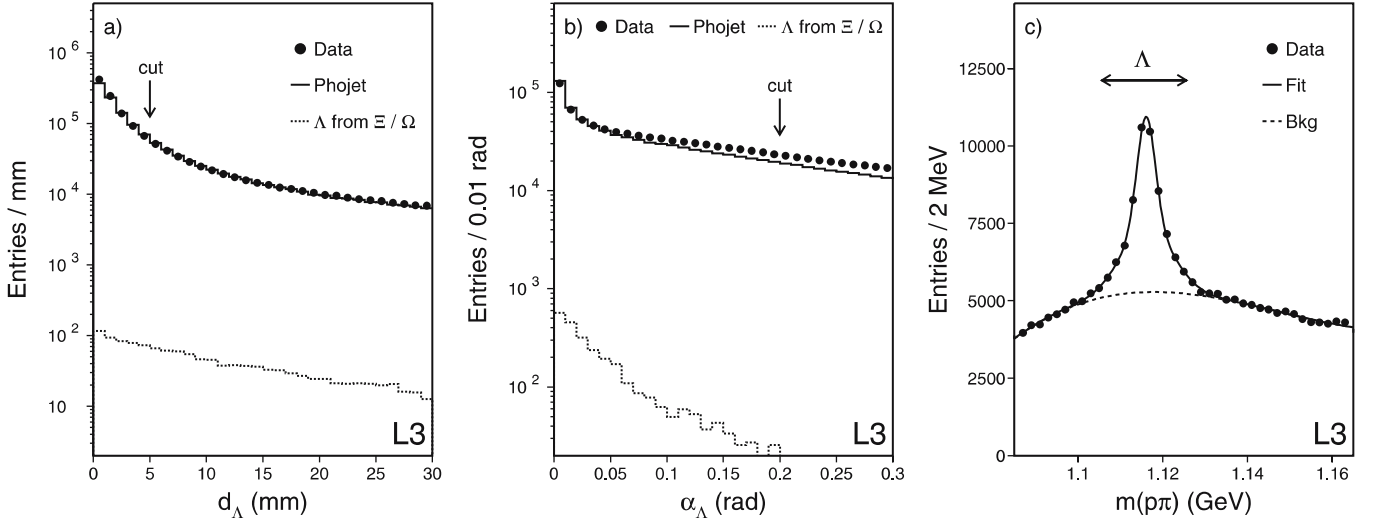 a)
Data
Phojet
Λ from Ξ / Ω
cut
Entries / mm
10^6
10^5
10^4
10^3
10^2
10
0 5 10 15 20 25 30
d_Λ (mm)
L3
b)
Data Phojet Λ from Ξ / Ω
cut
Entries / 0.01 rad
10^5
10^4
10^3
10^2
0 0.05 0.1 0.15 0.2 0.25 0.3
α_Λ (rad)
L3
c)
Data
Fit
Bkg
Λ
Entries / 2 MeV
12500
10000
7500
5000
2500
0
1.1 1.12 1.14 1.16
m(pπ) (GeV)
L3